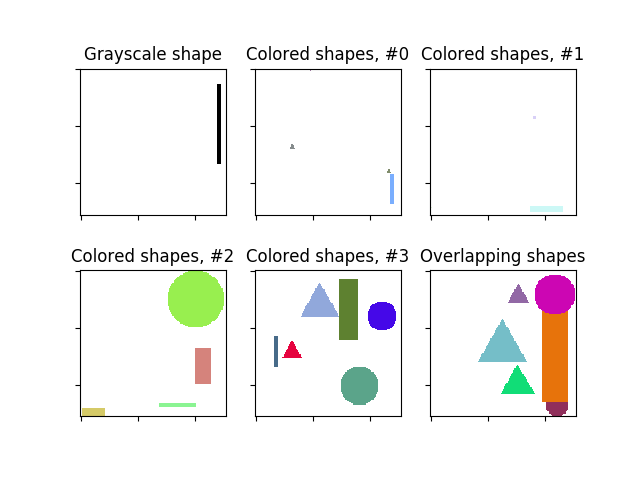 Grayscale shape
Colored shapes, #0
Colored shapes, #1
Colored shapes, #2
Colored shapes, #3
Overlapping shapes